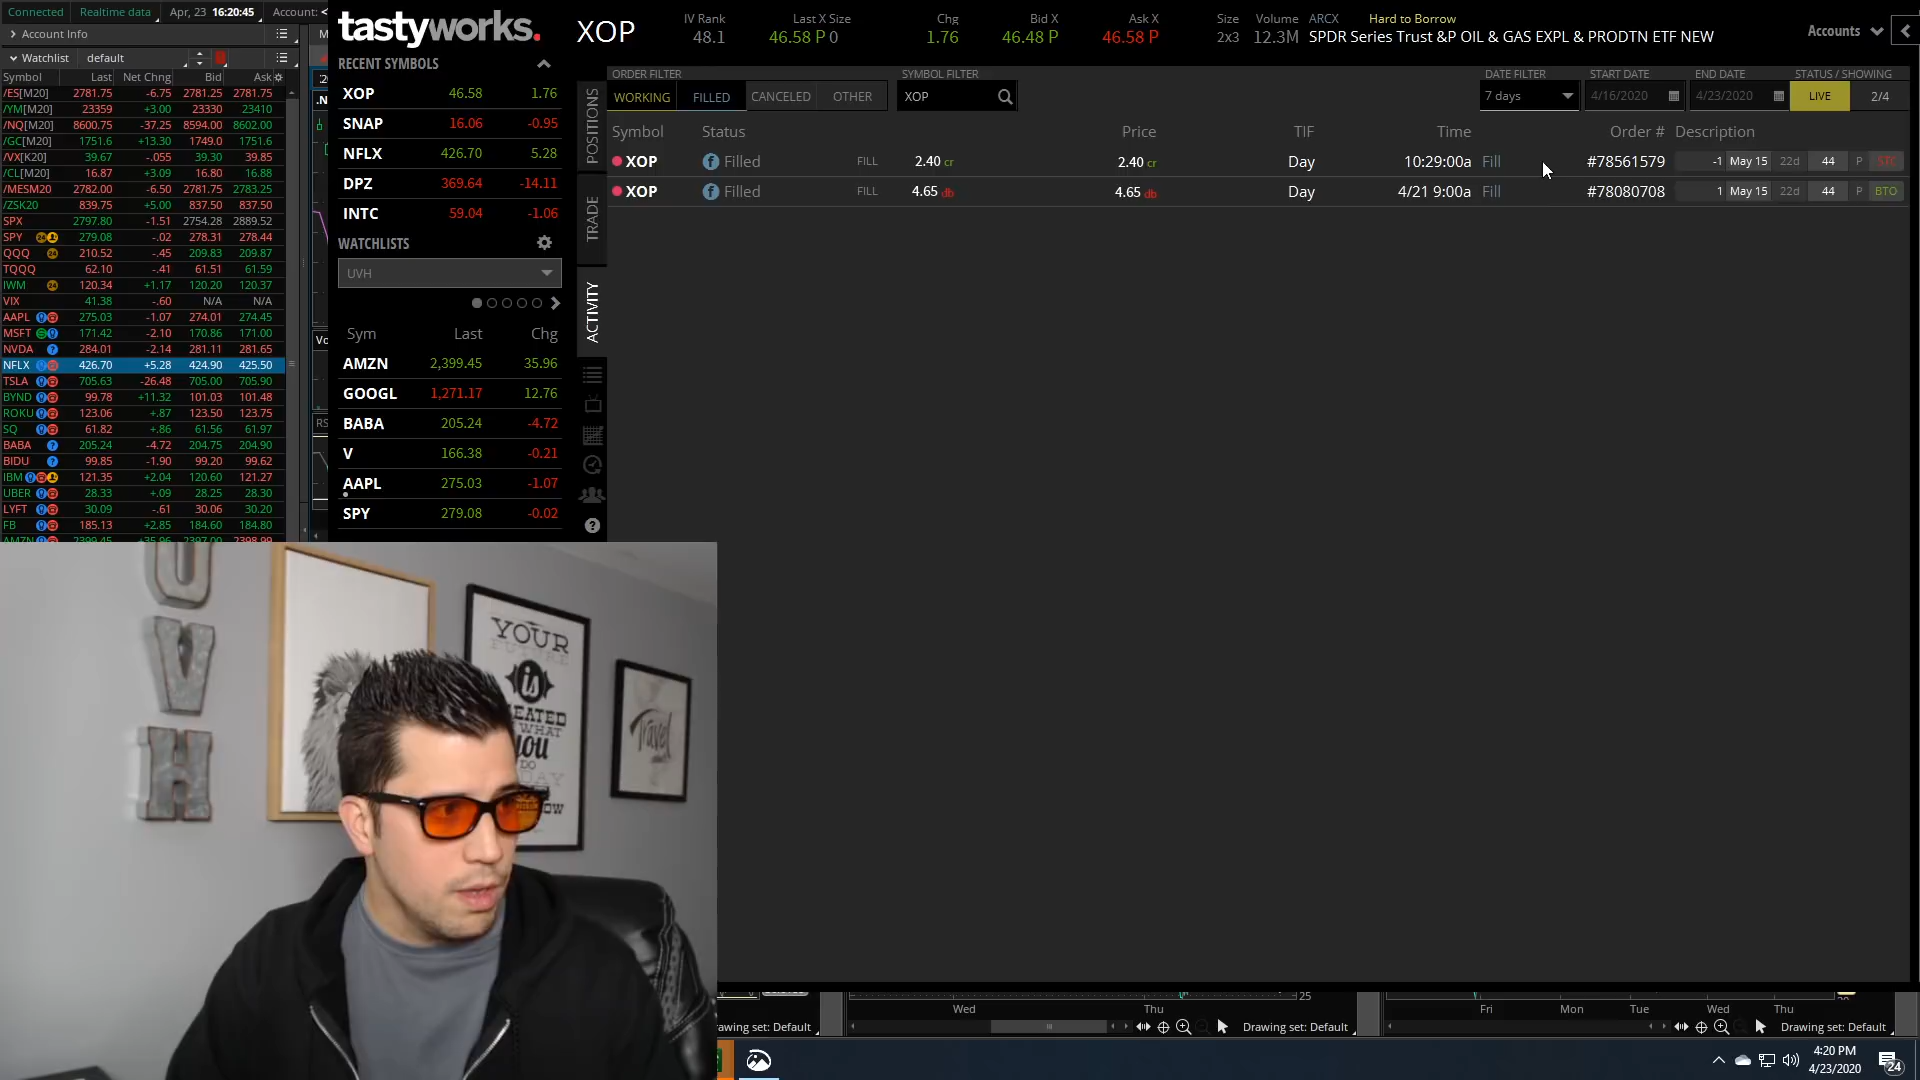 Connected Realtime data Apr, 23 16:20:45 Account: <
Account Info
Watchlist default
Symbol Last Net Chng Bid Ask
/ES[M20] 2781.75 -6.75 2781.25 2781.75
/YM[M20] 23359 +3.00 23330 23410
/NQ[M20] 8600.75 -37.25 8594.00 8602.00
/GC[M20] 1751.6 +13.30 1749.0 1751.6
/VX[K20] 39.67 -.055 39.30 39.85
/CL[M20] 16.87 +3.09 16.80 16.88
/MESM20 2782.00 -6.50 2781.75 2783.25
/ZSK20 839.75 +5.00 837.50 837.50
SPX 2797.80 -1.51 2754.28 2889.52
SPY 279.08 -.02 278.31 278.44
QQQ 210.52 -.45 209.83 209.87
TQQQ 62.10 -.41 61.51 61.59
IWM 120.34 +1.17 120.20 120.37
VIX 41.38 -.60 N/A N/A
AAPL 275.03 -1.07 274.01 274.45
MSFT 171.42 -2.10 170.86 171.00
NVDA 284.01 -2.14 281.11 281.65
NFLX 426.70 +5.28 424.90 425.50
TSLA 705.63 -26.48 705.00 705.90
BYND 99.78 +11.32 101.03 101.48
ROKU 123.06 +.87 123.50 123.75
SQ 61.82 +.86 61.56 61.97
BABA 205.24 -4.72 204.75 204.90
BIDU 99.85 -1.90 99.20 99.62
IBM 121.35 +2.04 120.60 121.27
UBER 28.33 +.09 28.25 28.30
LYFT 30.09 -.61 30.06 30.20
FB 185.13 +2.85 184.60 184.80
AMZN 2399.45 +35.96 2397.00 2398.99
tastyworks.
RECENT SYMBOLS
XOP 46.58 1.76
SNAP 16.06 -0.95
NFLX 426.70 5.28
DPZ 369.64 -14.11
INTC 59.04 -1.06
WATCHLISTS
UVH
Sym Last Chg
AMZN 2,399.45 35.96
GOOGL 1,271.17 12.76
BABA 205.24 -4.72
V 166.38 -0.21
AAPL 275.03 -1.07
SPY 279.08 -0.02
POSITIONS
TRADE
ACTIVITY
XOP
IV Rank Last X Size Chg Bid X Ask X Size Volume ARCX Hard to Borrow
48.1 46.58 P 0 1.76 46.48 P 46.58 P 2x3 12.3M SPDR Series Trust &P OIL & GAS EXPL & PRODTN ETF NEW
Accounts
ORDER FILTER SYMBOL FILTER DATE FILTER START DATE END DATE STATUS / SHOWING
WORKING FILLED CANCELED OTHER XOP 7 days 4/16/2020 4/23/2020 LIVE 2/4
Symbol Status Price TIF Time Order # Description
XOP Filled FILL 2.40 cr 2.40 cr Day 10:29:00a Fill #78561579 -1 May 15 22d 44 P STC
XOP Filled FILL 4.65 db 4.65 db Day 4/21 9:00a Fill #78080708 1 May 15 22d 44 P BTO
UVH
YOUR
FUTURE
is
CREATED
WHAT
YOU
DO
Travel
25
Wed Thu Fri Mon Tue Wed Thu
rawing set: Default Drawing set: Default Drawing set: Default
4:20 PM
4/23/2020
24